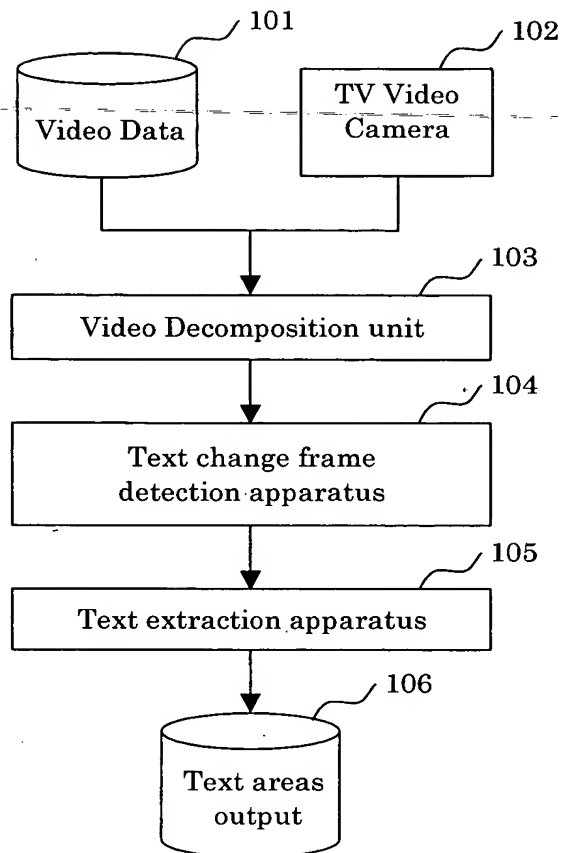 101
102
Video Data
TV Video
Camera
103
Video Decomposition unit
104
Text change frame
detection apparatus
105
Text extraction apparatus
106
Text areas
output